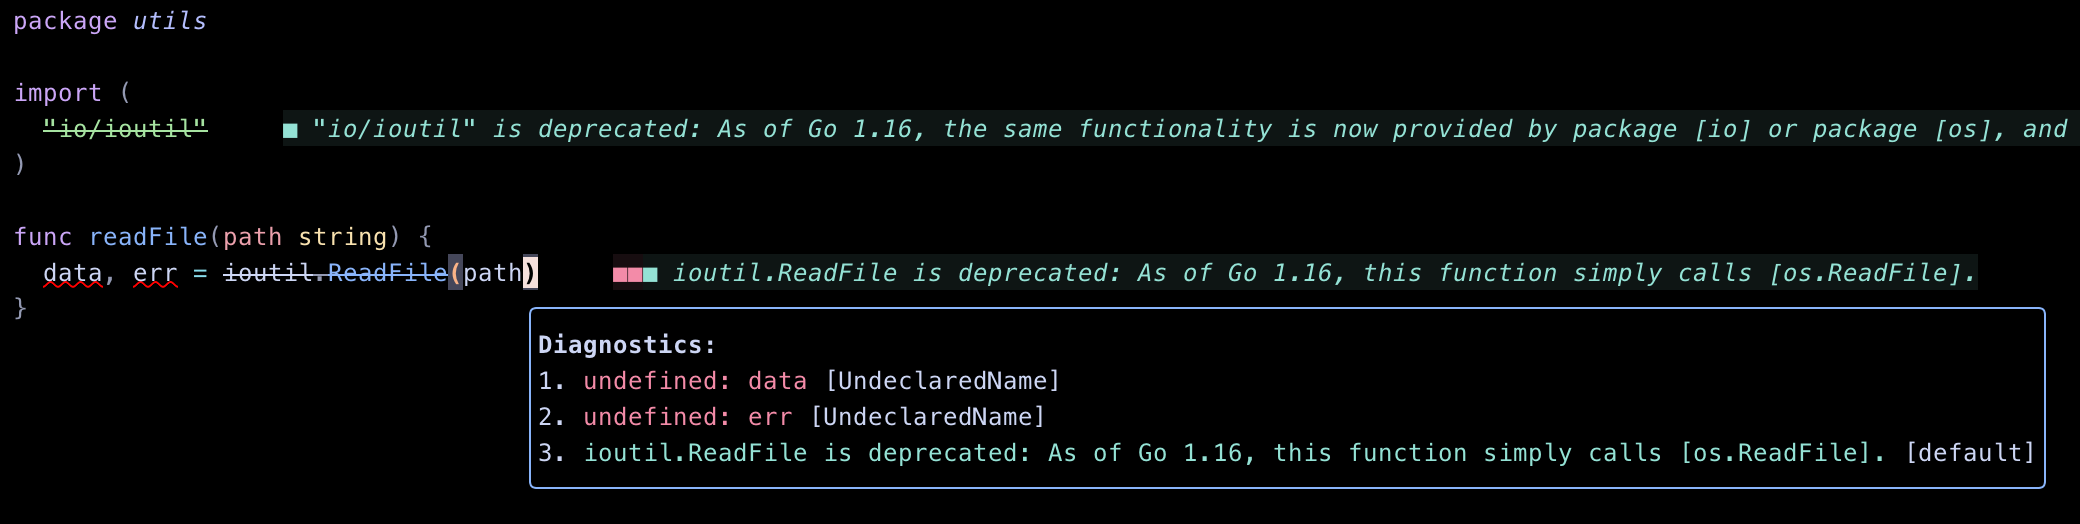 package utils
import (
"io/ioutil" ■ "io/ioutil" is deprecated: As of Go 1.16, the same functionality is now provided by package [io] or package [os], and
)
func readFile(path string) {
data, err = ioutil.ReadFile(path) ■■■ ioutil.ReadFile is deprecated: As of Go 1.16, this function simply calls [os.ReadFile].
}
Diagnostics:
1. undefined: data [UndeclaredName]
2. undefined: err [UndeclaredName]
3. ioutil.ReadFile is deprecated: As of Go 1.16, this function simply calls [os.ReadFile]. [default]